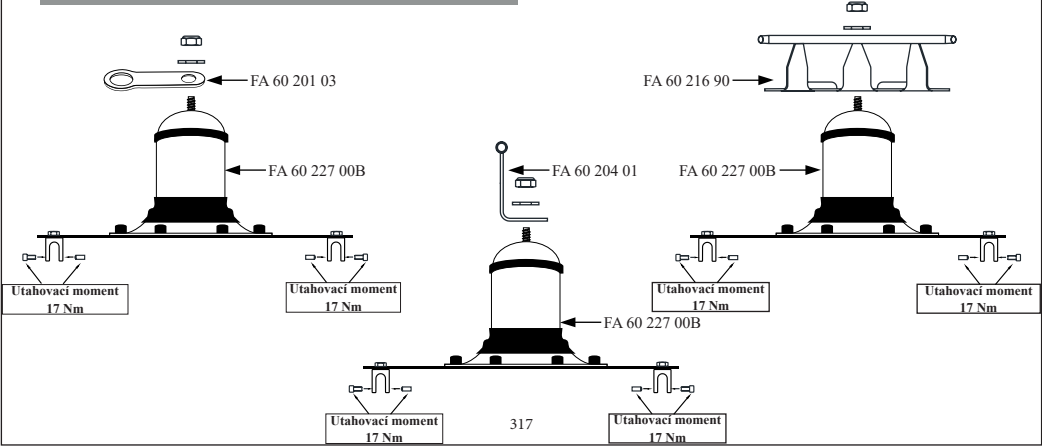 FA 60 201 03
FA 60 216 90
FA 60 227 00B
FA 60 204 01
FA 60 227 00B
Utahovací moment
17 Nm
Utahovací moment
17 Nm
Utahovací moment
17 Nm
Utahovací moment
17 Nm
FA 60 227 00B
Utahovací moment
17 Nm
317
Utahovací moment
17 Nm